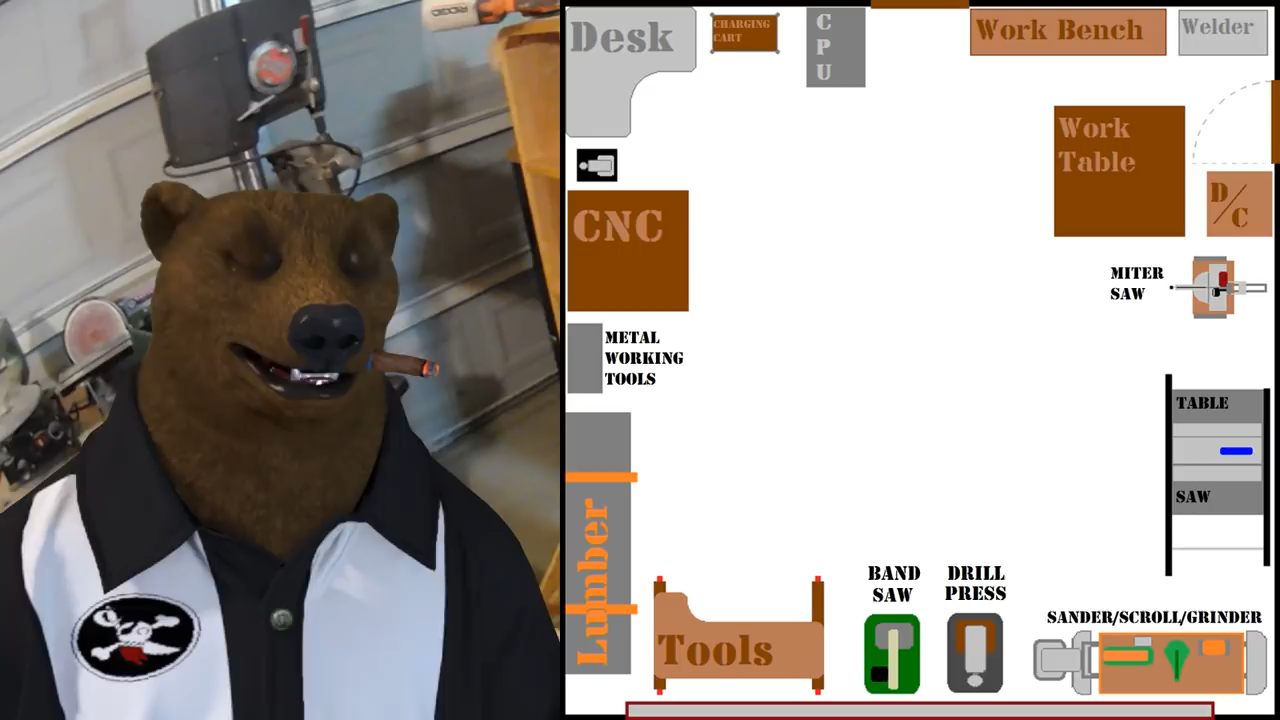 RIDGID
Desk
CHARGING
CART
C
P
U
Work Bench
Welder
Work
Table
D/C
CNC
MITER
SAW
METAL
WORKING
TOOLS
TABLE
SAW
Lumber
BAND
SAW
DRILL
PRESS
SANDER/SCROLL/GRINDER
Tools